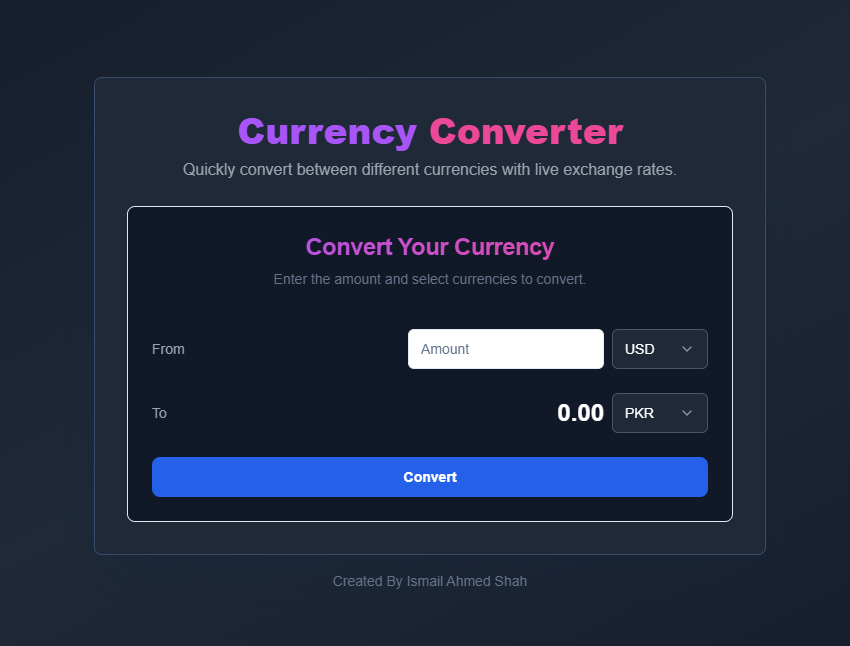 Currency Converter
Quickly convert between different currencies with live exchange rates.
Convert Your Currency
Enter the amount and select currencies to convert.
From Amount USD
To 0.00 PKR
Convert
Created By Ismail Ahmed Shah